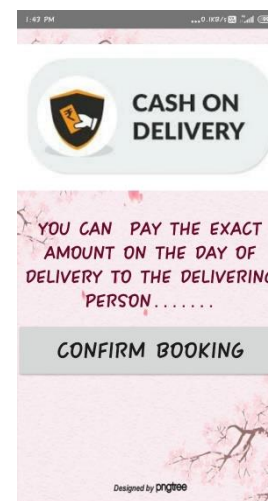 1:43 PM
CASH ON
DELIVERY
YOU CAN PAY THE EXACT
AMOUNT ON THE DAY OF
DELIVERY TO THE DELIVERING
PERSON.......
CONFIRM BOOKING
Designed by pngtree